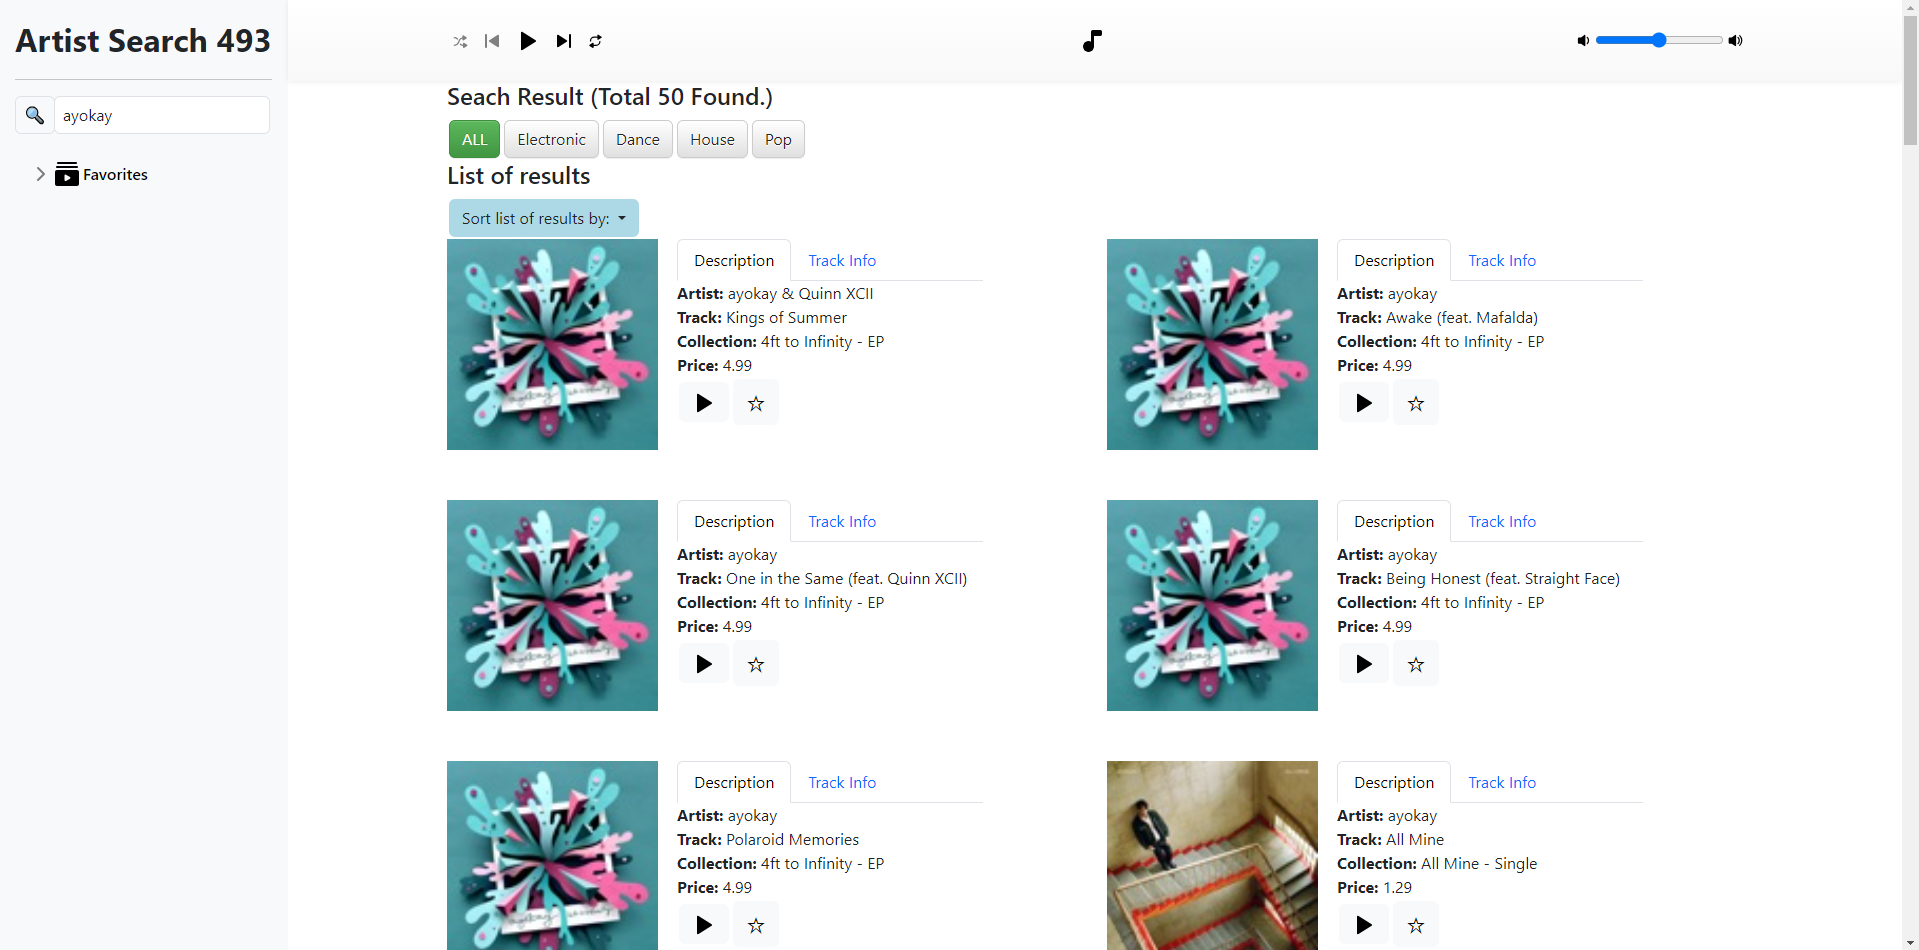 Artist Search 493
ayokay
Favorites
Seach Result (Total 50 Found.)
ALL Electronic Dance House Pop
List of results
Sort list of results by:
Description Track Info
Artist: ayokay & Quinn XCII
Track: Kings of Summer
Collection: 4ft to Infinity - EP
Price: 4.99
Description Track Info
Artist: ayokay
Track: Awake (feat. Mafalda)
Collection: 4ft to Infinity - EP
Price: 4.99
Description Track Info
Artist: ayokay
Track: One in the Same (feat. Quinn XCII)
Collection: 4ft to Infinity - EP
Price: 4.99
Description Track Info
Artist: ayokay
Track: Being Honest (feat. Straight Face)
Collection: 4ft to Infinity - EP
Price: 4.99
Description Track Info
Artist: ayokay
Track: Polaroid Memories
Collection: 4ft to Infinity - EP
Price: 4.99
Description Track Info
Artist: ayokay
Track: All Mine
Collection: All Mine - Single
Price: 1.29